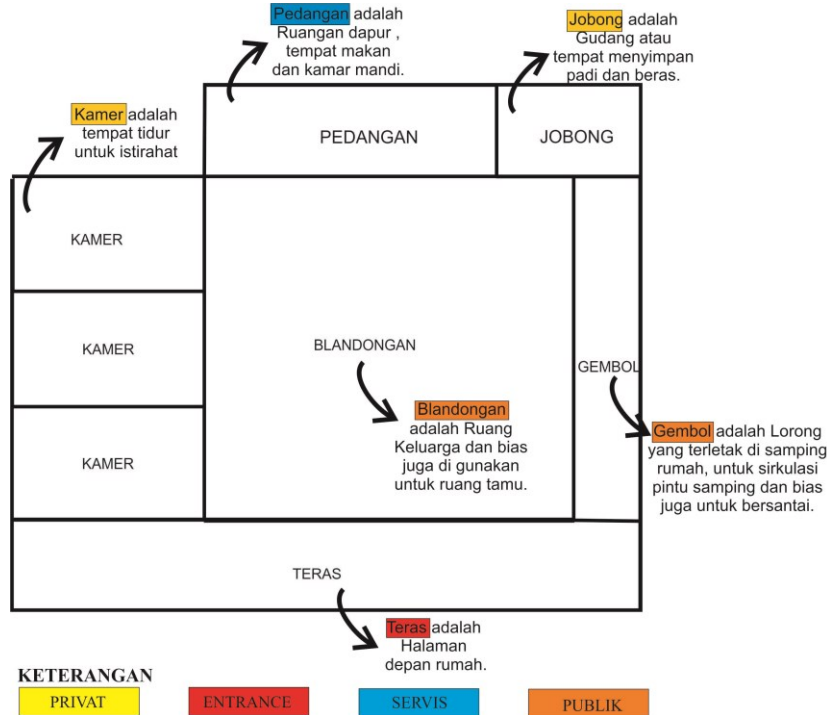 Pedangan adalah
Ruangan dapur ,
tempat makan
dan kamar mandi.
Jobong adalah
Gudang atau
tempat menyimpan
padi dan beras.
Kamer adalah
tempat tidur
untuk istirahat
PEDANGAN
JOBONG
KAMER
KAMER
KAMER
BLANDONGAN
GEMBOL
Blandongan
adalah Ruang
Keluarga dan bias
juga di gunakan
untuk ruang tamu.
Gembol adalah Lorong
yang terletak di samping
rumah, untuk sirkulasi
pintu samping dan bias
juga untuk bersantai.
TERAS
Teras adalah
Halaman
depan rumah.
KETERANGAN
PRIVAT
ENTRANCE
SERVIS
PUBLIK